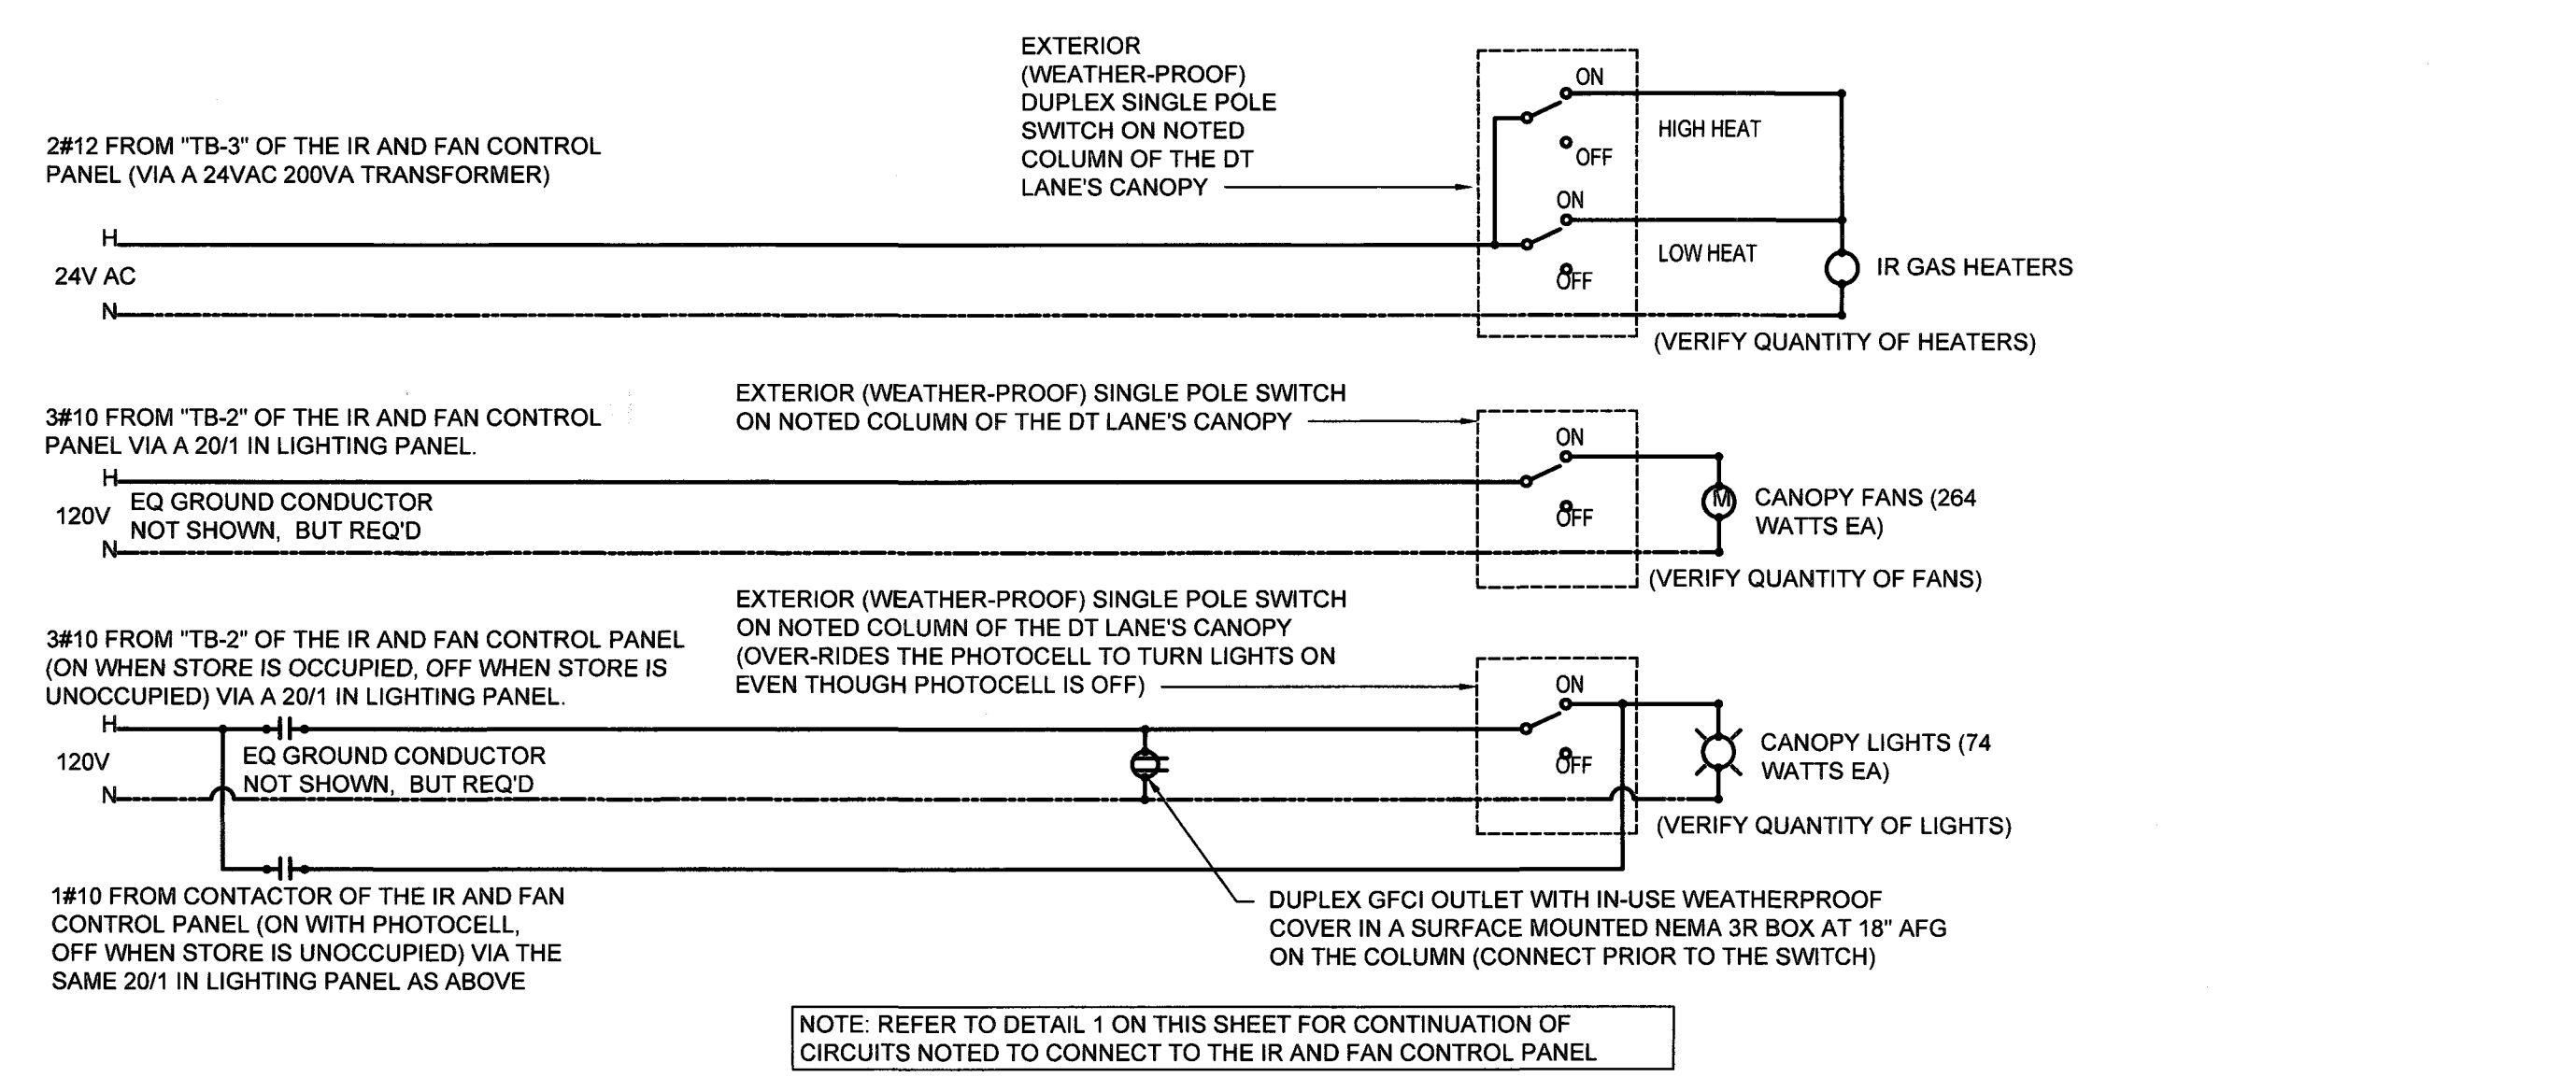 EXTERIOR
(WEATHER-PROOF)
DUPLEX SINGLE POLE
SWITCH ON NOTED
COLUMN OF THE DT
LANE'S CANOPY
2#12 FROM "TB-3" OF THE IR AND FAN CONTROL
PANEL (VIA A 24VAC 200VA TRANSFORMER)
H
24V AC
N
ON
HIGH HEAT
OFF
ON
LOW HEAT
OFF
IR GAS HEATERS
(VERIFY QUANTITY OF HEATERS)
EXTERIOR (WEATHER-PROOF) SINGLE POLE SWITCH
ON NOTED COLUMN OF THE DT LANE'S CANOPY
3#10 FROM "TB-2" OF THE IR AND FAN CONTROL
PANEL VIA A 20/1 IN LIGHTING PANEL.
H
EQ GROUND CONDUCTOR
120V
NOT SHOWN, BUT REQ'D
N
ON
OFF
M
CANOPY FANS (264
WATTS EA)
(VERIFY QUANTITY OF FANS)
EXTERIOR (WEATHER-PROOF) SINGLE POLE SWITCH
ON NOTED COLUMN OF THE DT LANE'S CANOPY
(OVER-RIDES THE PHOTOCELL TO TURN LIGHTS ON
EVEN THOUGH PHOTOCELL IS OFF)
3#10 FROM "TB-2" OF THE IR AND FAN CONTROL PANEL
(ON WHEN STORE IS OCCUPIED, OFF WHEN STORE IS
UNOCCUPIED) VIA A 20/1 IN LIGHTING PANEL.
H
EQ GROUND CONDUCTOR
120V
NOT SHOWN, BUT REQ'D
N
ON
OFF
CANOPY LIGHTS (74
WATTS EA)
(VERIFY QUANTITY OF LIGHTS)
1#10 FROM CONTACTOR OF THE IR AND FAN
CONTROL PANEL (ON WITH PHOTOCELL,
OFF WHEN STORE IS UNOCCUPIED) VIA THE
SAME 20/1 IN LIGHTING PANEL AS ABOVE
DUPLEX GFCI OUTLET WITH IN-USE WEATHERPROOF
COVER IN A SURFACE MOUNTED NEMA 3R BOX AT 18" AFG
ON THE COLUMN (CONNECT PRIOR TO THE SWITCH)
NOTE: REFER TO DETAIL 1 ON THIS SHEET FOR CONTINUATION OF
CIRCUITS NOTED TO CONNECT TO THE IR AND FAN CONTROL PANEL